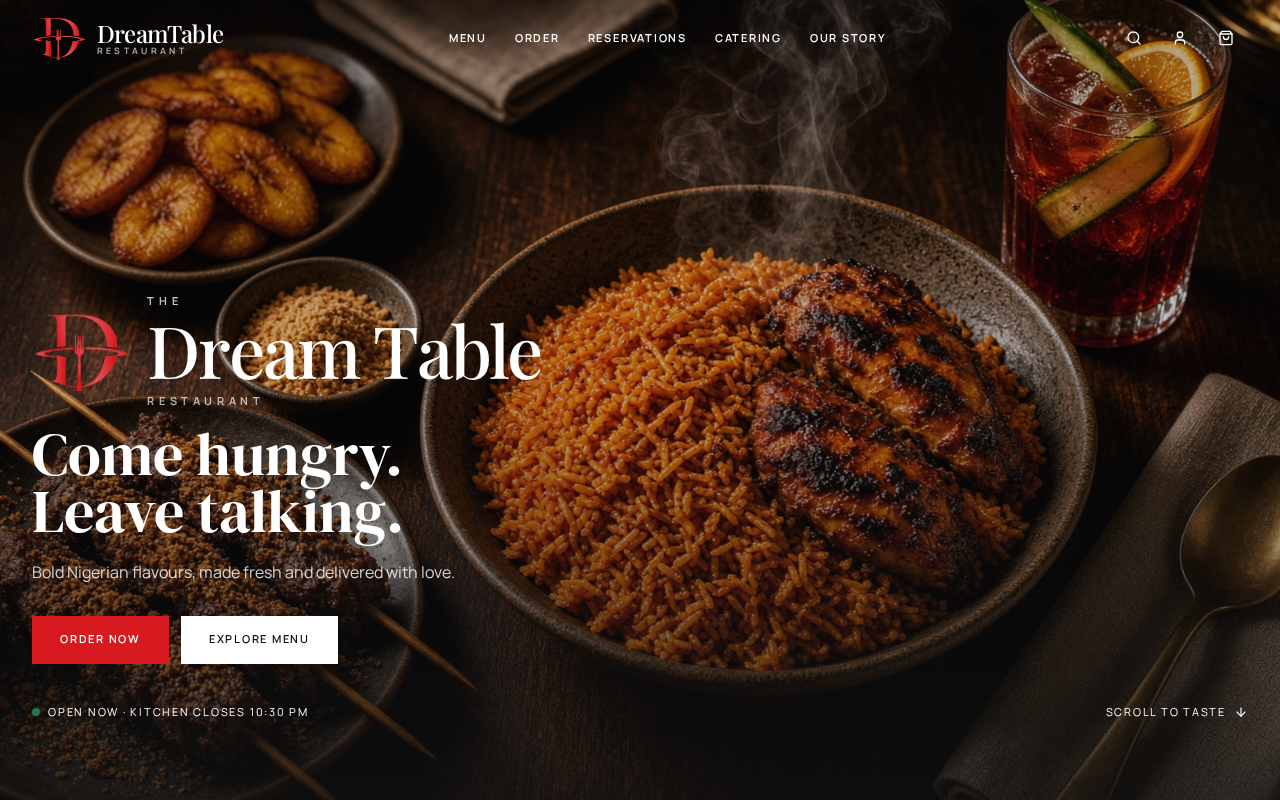 DreamTable
RESTAURANT
MENU
ORDER
RESERVATIONS
CATERING
OUR STORY
THE
Dream Table
RESTAURANT
Come hungry.
Leave talking.
Bold Nigerian flavours, made fresh and delivered with love.
ORDER NOW
EXPLORE MENU
OPEN NOW · KITCHEN CLOSES 10:30 PM
SCROLL TO TASTE ↓